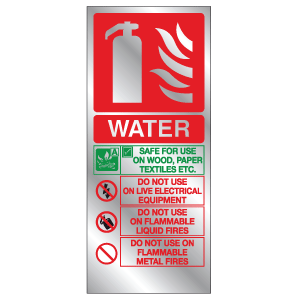 WATER
A
SAFE FOR USE
ON WOOD, PAPER
TEXTILES ETC.
DO NOT USE
ON LIVE ELECTRICAL
EQUIPMENT
DO NOT USE
ON FLAMMABLE
LIQUID FIRES
DO NOT USE ON
FLAMMABLE
METAL FIRES